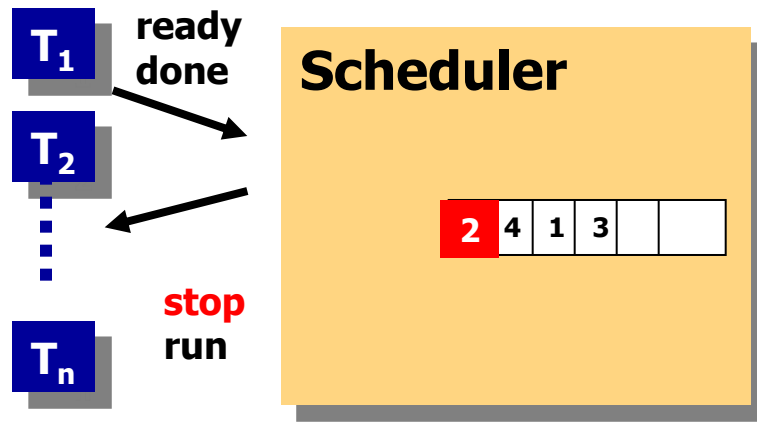 T₁
ready
done
Scheduler
T₂
2 4 1 3
stop
run
Tₙ